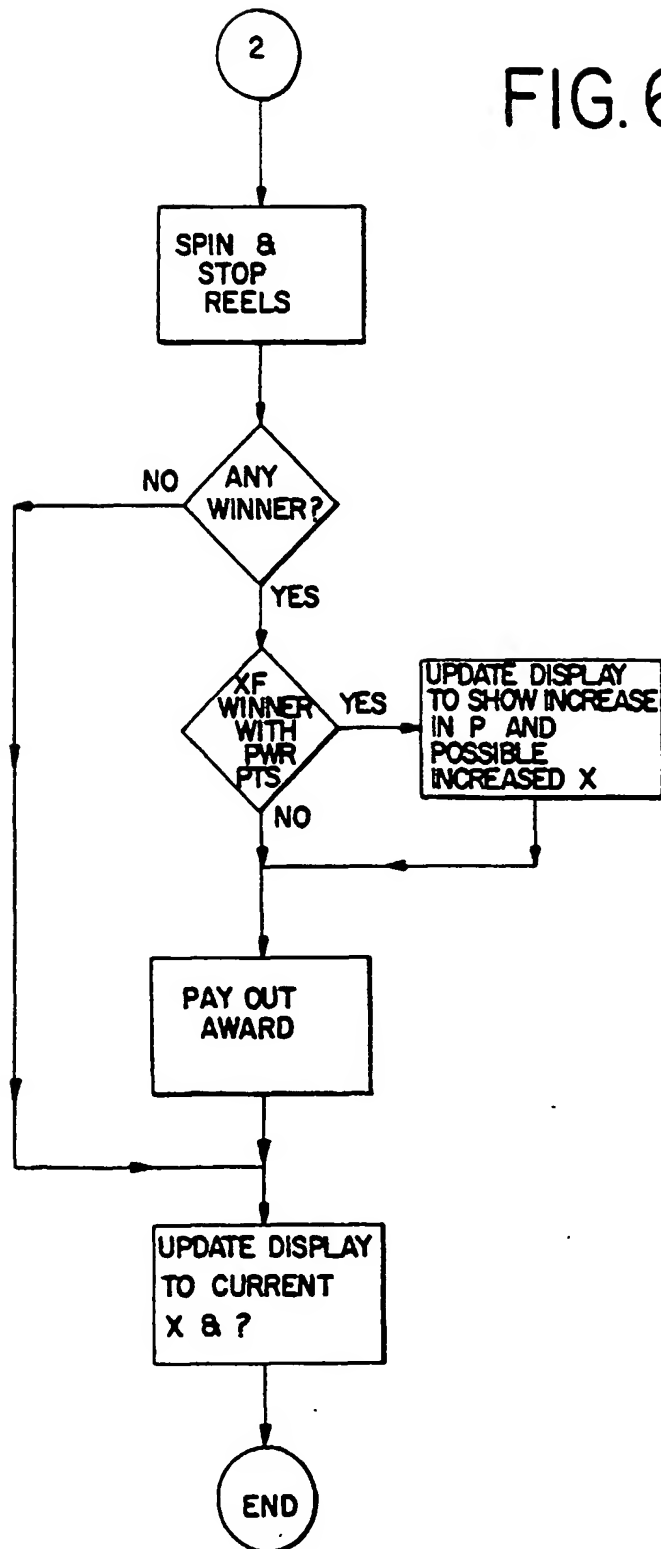 2
FIG. 6
SPIN &
STOP
REELS
NO
ANY
WINNER?
YES
XF
WINNER
WITH
PWR
PTS
YES
UPDATE DISPLAY
TO SHOW INCREASE
IN P AND
POSSIBLE
INCREASED X
NO
PAY OUT
AWARD
UPDATE DISPLAY
TO CURRENT
X & ?
END